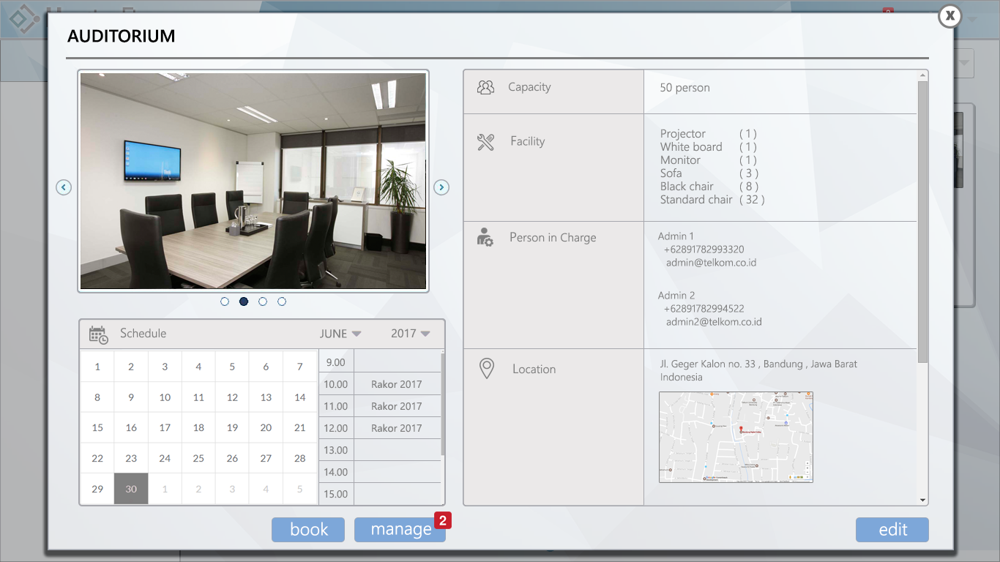 X
AUDITORIUM
Capacity
50 person
Facility
Projector ( 1 )
White board ( 1 )
Monitor ( 1 )
Sofa ( 3 )
Black chair ( 8 )
Standard chair ( 32 )
Person in Charge
Admin 1
+62891782993320
admin@telkom.co.id
Admin 2
+62891782994522
admin2@telkom.co.id
Location
Jl. Geger Kalon no. 33 , Bandung , Jawa Barat
Indonesia
Schedule JUNE 2017
1 2 3 4 5 6 7
8 9 10 11 12 13 14
15 16 17 18 19 20 21
22 23 24 25 26 27 28
29 30 1 2 3 4 5
9.00
10.00 Rakor 2017
11.00 Rakor 2017
12.00 Rakor 2017
13.00
14.00
15.00
book
manage 2
edit